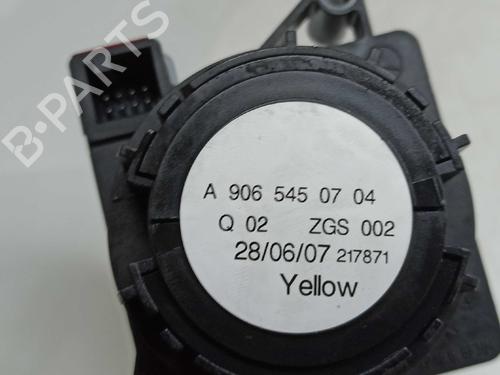 B-PARTS
A 906 545 07 04
Q 02 ZGS 002
28/06/07 217871
Yellow